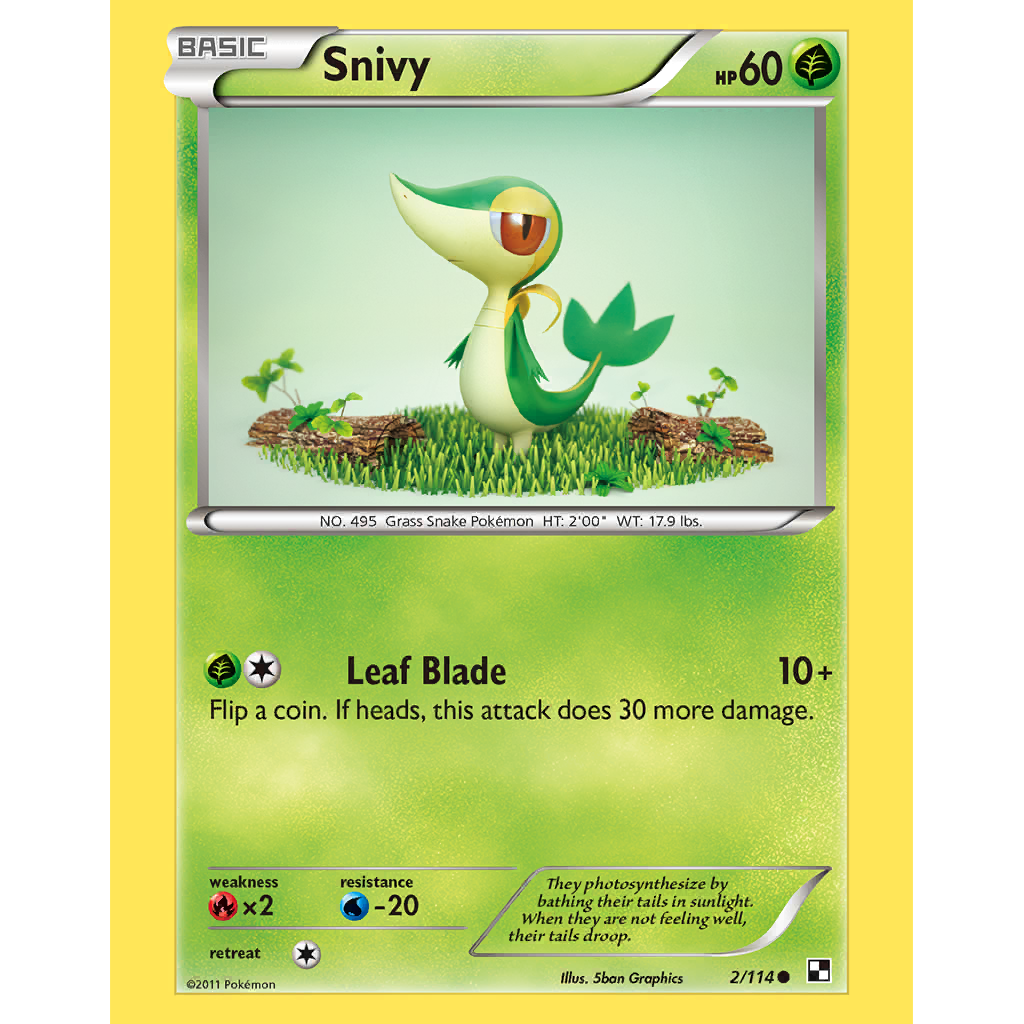 BASIC
Snivy
HP60
NO. 495 Grass Snake Pokémon HT: 2'00" WT: 17.9 lbs.
Leaf Blade 10+
Flip a coin. If heads, this attack does 30 more damage.
weakness resistance
×2 -20
They photosynthesize by
bathing their tails in sunlight.
When they are not feeling well,
their tails droop.
retreat
©2011 Pokémon
Illus. 5ban Graphics 2/114